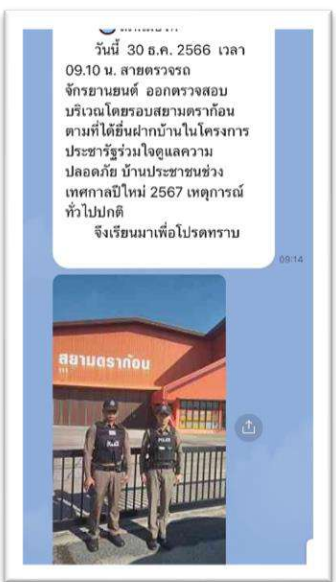 วันนี้ 30 ธ.ค. 2566 เวลา
09.10 น. สายตรวจรถ
จักรยานยนต์ ออกตรวจสอบ
บริเวณโดยรอบสยามดราก้อน
ตามที่ได้ยื่นฝากบ้านในโครงการ
ประชารัฐร่วมใจดูแลความ
ปลอดภัย บ้านประชาชนช่วง
เทศกาลปีใหม่ 2567 เหตุการณ์
ทั่วไปปกติ
จึงเรียนมาเพื่อโปรดทราบ
09:14
สยามดราก้อน